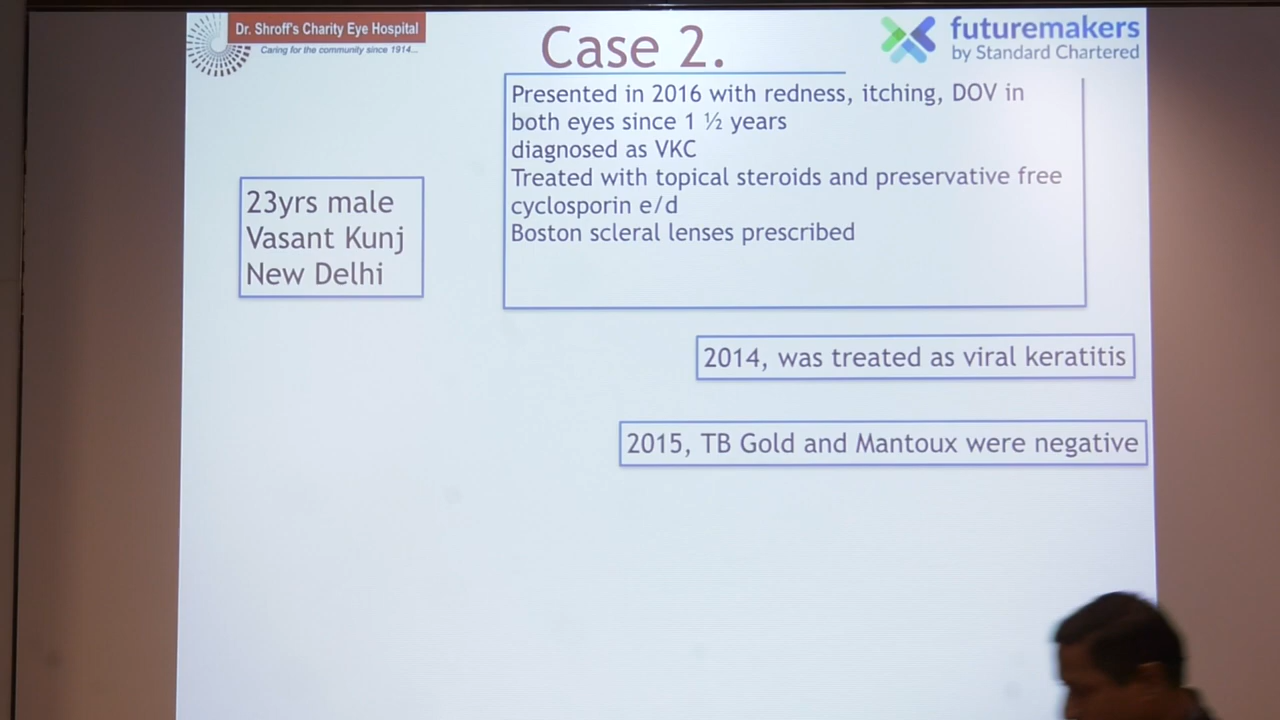 Dr. Shroff's Charity Eye Hospital
Caring for the community since 1914...
futuremakers
by Standard Chartered
Case 2.
Presented in 2016 with redness, itching, DOV in
both eyes since 1 ½ years
diagnosed as VKC
Treated with topical steroids and preservative free
cyclosporin e/d
Boston scleral lenses prescribed
23yrs male
Vasant Kunj
New Delhi
2014, was treated as viral keratitis
2015, TB Gold and Mantoux were negative